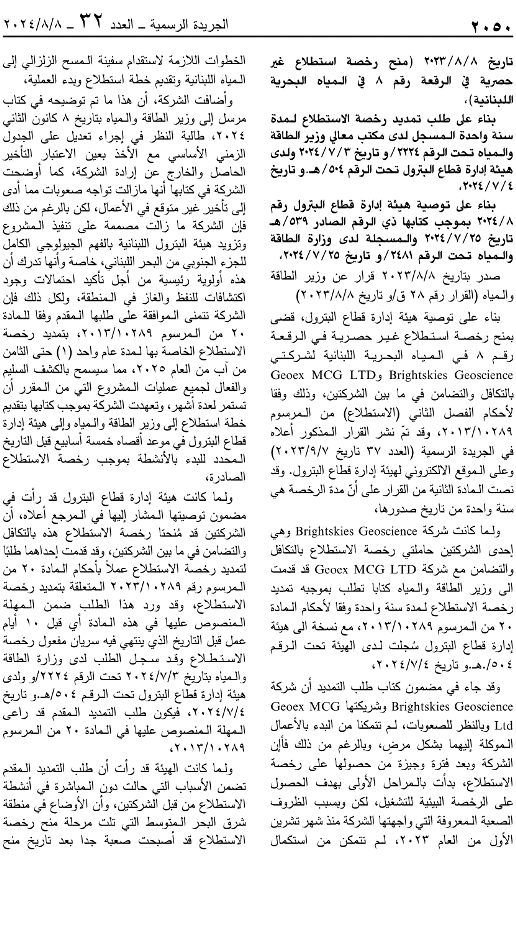 ٢٠٥٠
الجريدة الرسمية ــ العدد ٣٢ ــ ٢٠٢٤/٨/٨
تاريخ ٢٠٢٣/٨/٨ (منح رخصة استطلاع غير
حصرية في الرقعة رقم ٨ في المياه البحرية
اللبنانية)،
بناء على طلب تمديد رخصة الاستطلاع لمدة
سنة واحدة المسجل لدى مكتب معالي وزير الطاقة
والمياه تحت الرقم ٢٢٢٤/و تاريخ ٢٠٢٤/٧/٣ ولدى
هيئة إدارة قطاع البترول تحت الرقم ٥٠٤/هـ.و تاريخ
٢٠٢٤/٧/٤،
بناء على توصية هيئة إدارة قطاع البترول رقم
٢٠٢٤/٨ بموجب كتابها ذي الرقم الصادر ٥٣٩/هـ
تاريخ ٢٠٢٤/٧/٢٥ والمسجلة لدى وزارة الطاقة
والمياه تحت الرقم ٢٤٨١/و تاريخ ٢٠٢٤/٧/٢٥،
صدر بتاريخ ٢٠٢٣/٨/٨ قرار عن وزير الطاقة
والمياه (القرار رقم ٢٨ ق/و تاريخ ٢٠٢٣/٨/٨)
بناء على توصية هيئة إدارة قطاع البترول، قضى
بمنح رخصة استطلاع غير حصرية في الرقعة
رقم ٨ في المياه البحرية اللبنانية لشركتي
Brightskies Geoscience وGeoex MCG LTD
بالتكافل والتضامن في ما بين الشركتين، وذلك وفقا
لأحكام الفصل الثاني (الاستطلاع) من المرسوم
٢٠١٣/١٠٢٨٩، وقد تمّ نشر القرار المذكور أعلاه
في الجريدة الرسمية (العدد ٣٧ تاريخ ٢٠٢٣/٩/٧)
وعلى الموقع الالكتروني لهيئة إدارة قطاع البترول. وقد
نصت المادة الثانية من القرار على أنّ مدة الرخصة هي
سنة واحدة من تاريخ صدورها،
ولـما كانت شركة Brightskies Geoscience وهي
إحدى الشركتين حاملتي رخصة الاستطلاع بالتكافل
والتضامن مع شركة Geox MCG LTD قد قدمت
الى وزير الطاقة والمياه كتابا تطلب بموجبه تمديد
رخصة الاستطلاع لمدة سنة واحدة وفقا لأحكام المادة
٢٠ من المرسوم ٢٠١٣/١٠٢٨٩، مع نسخة الى هيئة
إدارة قطاع البترول سُجلت لدى الهيئة تحت الرقم
٥٠٤/هـ.و تاريخ ٢٠٢٤/٧/٤،
وقد جاء في مضمون كتاب طلب التمديد أن شركة
Brightskies Geoscience وشريكتها Geoex MCG
Ltd وبالنظر للصعوبات، لم تتمكنا من البدء بالأعمال
الموكلة إليهما بشكل مرضٍ، وبالرغم من ذلك فأن
الشركة وبعد فترة وجيزة من حصولها على رخصة
الاستطلاع، بدأت بالمراحل الأولى بهدف الحصول
على الرخصة البيئية للتشغيل، لكن وبسبب الظروف
الصعبة المعروفة التي واجهتها الشركة منذ شهر تشرين
الأول من العام ٢٠٢٣، لم تتمكن من استكمال
الخطوات اللازمة لاستقدام سفينة المسح الزلزالي إلى
المياه اللبنانية وتقديم خطة استطلاع وبدء العملية،
وأضافت الشركة، أن هذا ما تم توضيحه في كتاب
مرسل إلى وزير الطاقة والمياه بتاريخ ٨ كانون الثاني
٢٠٢٤، طالبة النظر في إجراء تعديل على الجدول
الزمني الأساسي مع الأخذ بعين الاعتبار التأخير
الحاصل والخارج عن إرادة الشركة، كما أوضحت
الشركة في كتابها أنها مازالت تواجه صعوبات مما أدى
إلى تأخير غير متوقع في الأعمال، لكن بالرغم من ذلك
فإن الشركة ما زالت مصممة على تنفيذ المشروع
وتزويد هيئة البترول اللبنانية بالفهم الجيولوجي الكامل
للجزء الجنوبي من البحر اللبناني، خاصة وأنها تدرك أن
هذه أولوية رئيسية من أجل تأكيد احتمالات وجود
اكتشافات للنفط والغاز في المنطقة، ولكل ذلك فإن
الشركة تتمنى الموافقة على طلبها المقدم وفقا للمادة
٢٠ من المرسوم ٢٠١٣/١٠٢٨٩، بتمديد رخصة
الاستطلاع الخاصة بها لمدة عام واحد (١) حتى الثامن
من آب من العام ٢٠٢٥، مما سيسمح بالكشف السليم
والفعال لجميع عمليات المشروع التي من المقرر أن
تستمر لعدة أشهر، وتعهدت الشركة بموجب كتابها بتقديم
خطة استطلاع إلى وزير الطاقة والمياه وإلى هيئة إدارة
قطاع البترول في موعد أقصاه خمسة أسابيع قبل التاريخ
المحدد للبدء بالأنشطة بموجب رخصة الاستطلاع
الصادرة،
ولـما كانت هيئة إدارة قطاع البترول قد رأت في
مضمون توصيتها المشار إليها في المرجع أعلاه، أن
الشركتين قد مُنحتا رخصة الاستطلاع هذه بالتكافل
والتضامن في ما بين الشركتين، وقد قدمت إحداهما طلبًا
لتمديد رخصة الاستطلاع عملاً بأحكام المادة ٢٠ من
المرسوم رقم ٢٠٢٣/١٠٢٨٩ المتعلقة بتمديد رخصة
الاستطلاع، وقد ورد هذا الطلب ضمن المهلة
المنصوص عليها في هذه المادة أي قبل ١٠ أيام
عمل قبل التاريخ الذي ينتهي فيه سريان مفعول رخصة
الاستطلاع وقد سجل الطلب لدى وزارة الطاقة
والمياه بتاريخ ٢٠٢٤/٧/٣ تحت الرقم ٢٢٢٤/و ولدى
هيئة إدارة قطاع البترول تحت الرقم ٥٠٤/هـ.و تاريخ
٢٠٢٤/٧/٤، فيكون طلب التمديد المقدم قد راعى
المهلة المنصوص عليها في المادة ٢٠ من المرسوم
٢٠١٣/١٠٢٨٩،
ولـما كانت الهيئة قد رأت أن طلب التمديد المقدم
تضمن الأسباب التي حالت دون المباشرة في أنشطة
الاستطلاع من قبل الشركتين، وأن الأوضاع في منطقة
شرق البحر المتوسط التي تلت مرحلة منح رخصة
الاستطلاع قد أصبحت صعبة جدا بعد تاريخ منح